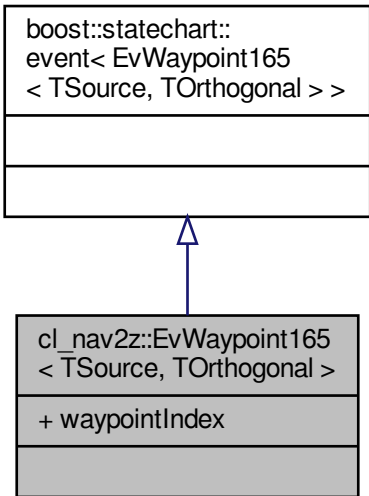 boost::statechart::
event< EvWaypoint165
< TSource, TOrthogonal > >
cl_nav2z::EvWaypoint165
< TSource, TOrthogonal >
+ waypointIndex